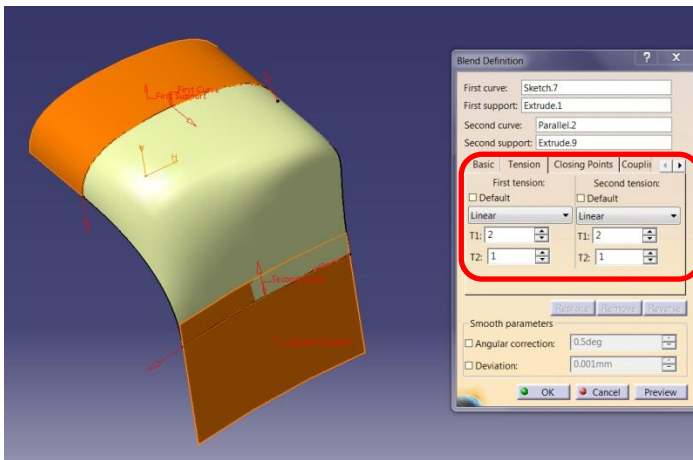 First Curve
First Support
V
H
Blend Definition
? X
First curve: Sketch.7
First support: Extrude.1
Second curve: Parallel.2
Second support: Extrude.9
Basic Tension Closing Points Couplin
First tension: Second tension:
Default Default
Linear Linear
T1: 2 T1: 2
T2: 1 T2: 1
Replace Remove Reverse
Smooth parameters
Angular correction: 0.5deg
Deviation: 0.001mm
OK Cancel Preview